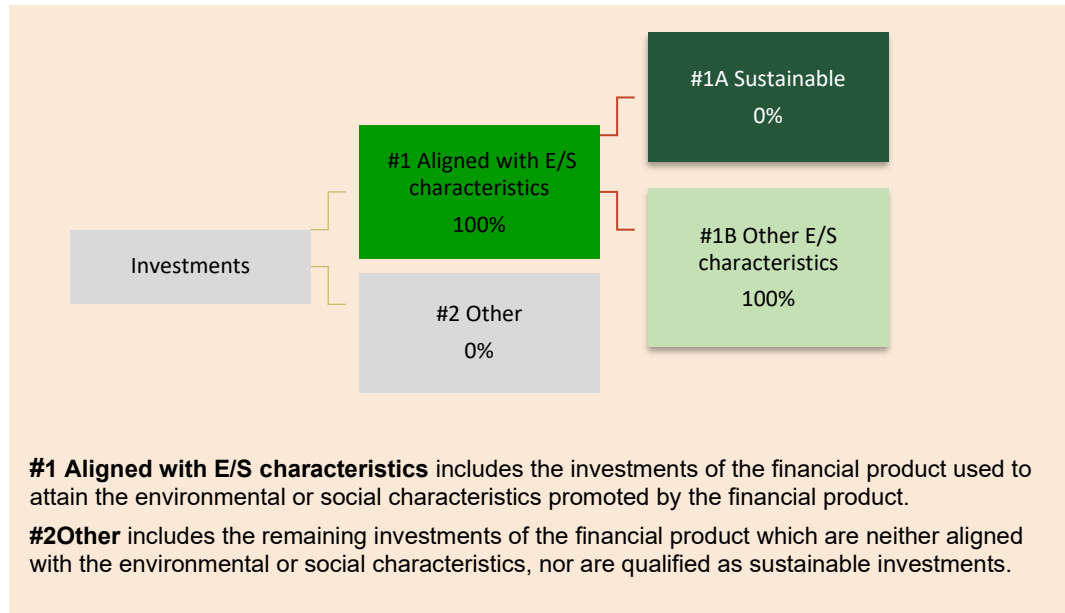 #1A Sustainable
0%
#1 Aligned with E/S
characteristics
100%
#1B Other E/S
characteristics
100%
Investments
#2 Other
0%
#1 Aligned with E/S characteristics includes the investments of the financial product used to
attain the environmental or social characteristics promoted by the financial product.
#2Other includes the remaining investments of the financial product which are neither aligned
with the environmental or social characteristics, nor are qualified as sustainable investments.